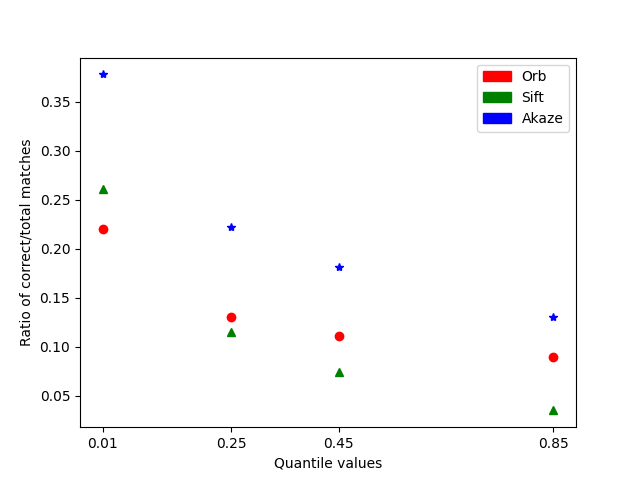 Orb
Sift
Akaze
Ratio of correct/total matches
0.35
0.30
0.25
0.20
0.15
0.10
0.05
0.01 0.25 0.45 0.85
Quantile values